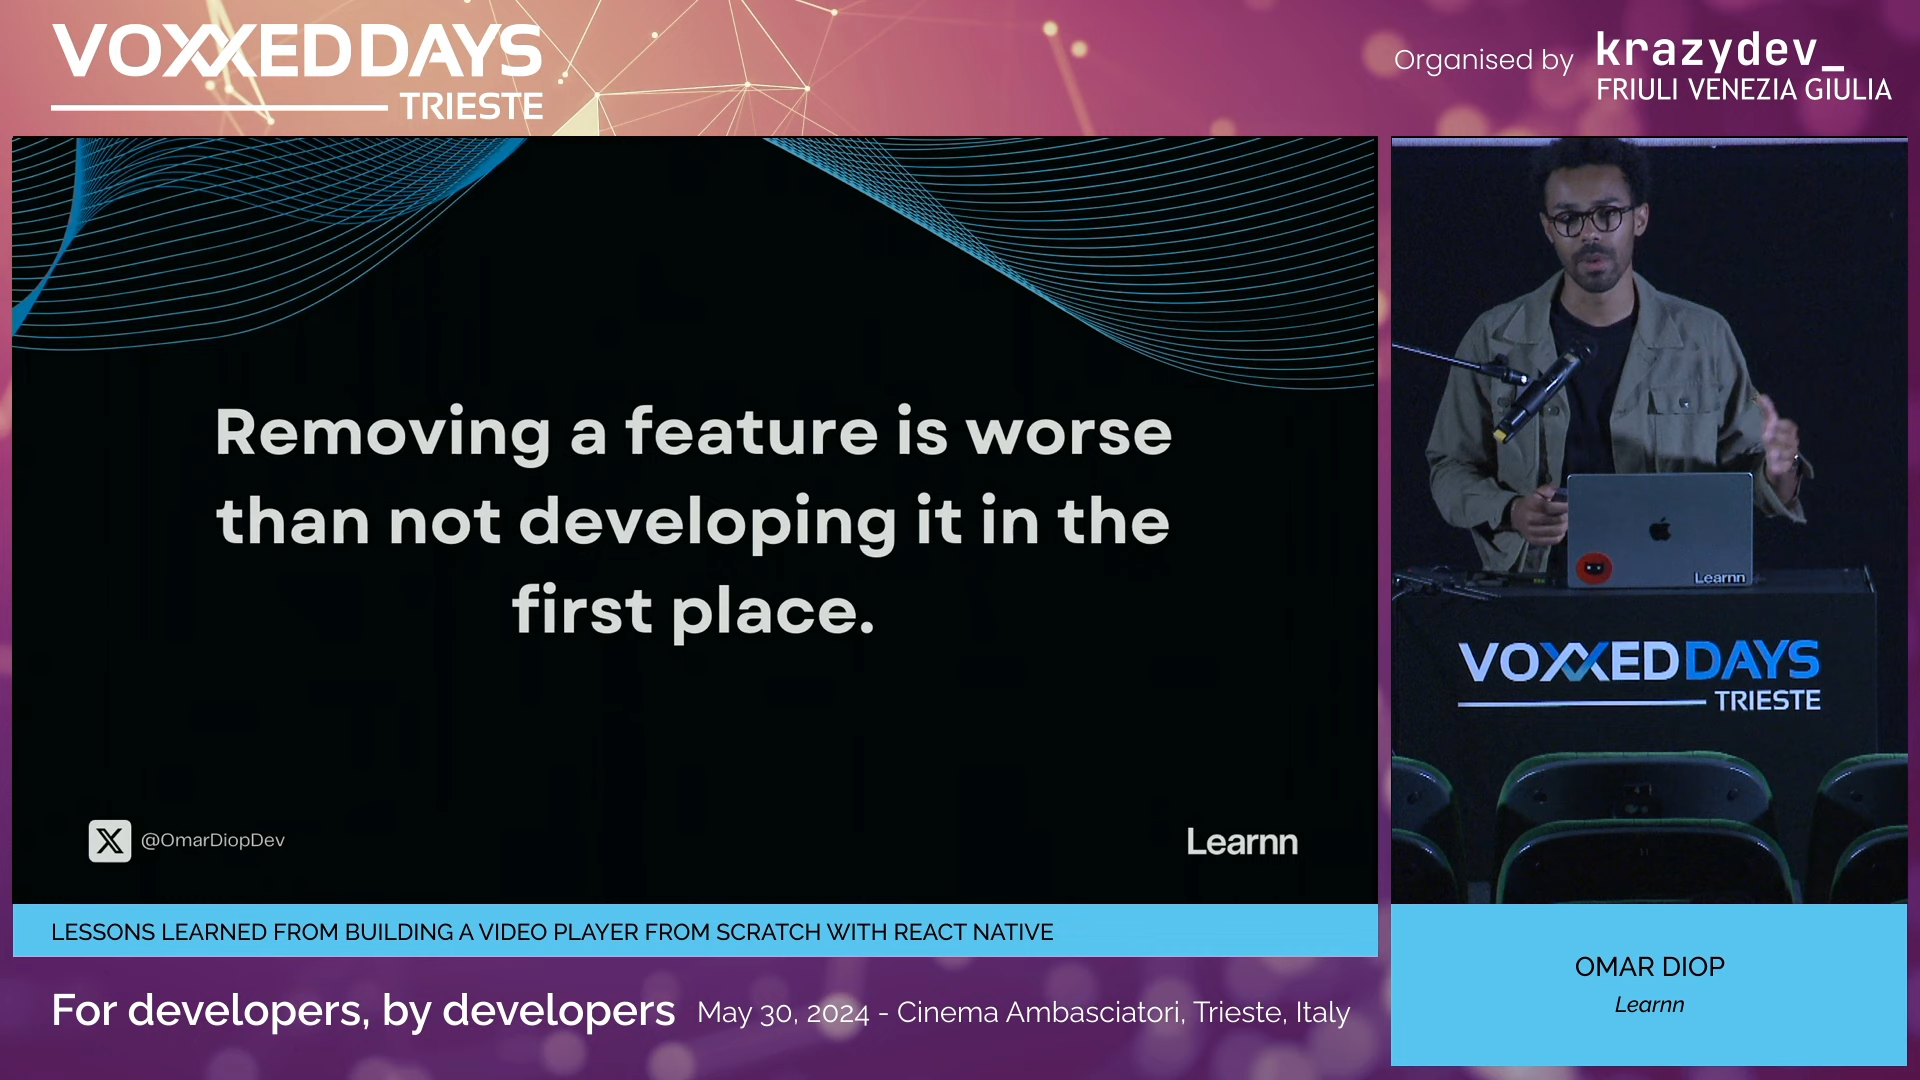 VOXXEDDAYS
TRIESTE
Organised by
krazydev_
FRIULI VENEZIA GIULIA
Removing a feature is worse
than not developing it in the
first place.
@OmarDiopDev
Learnn
Learnn
VOXXEDDAYS
TRIESTE
LESSONS LEARNED FROM BUILDING A VIDEO PLAYER FROM SCRATCH WITH REACT NATIVE
OMAR DIOP
Learnn
For developers, by developers
May 30, 2024 - Cinema Ambasciatori, Trieste, Italy